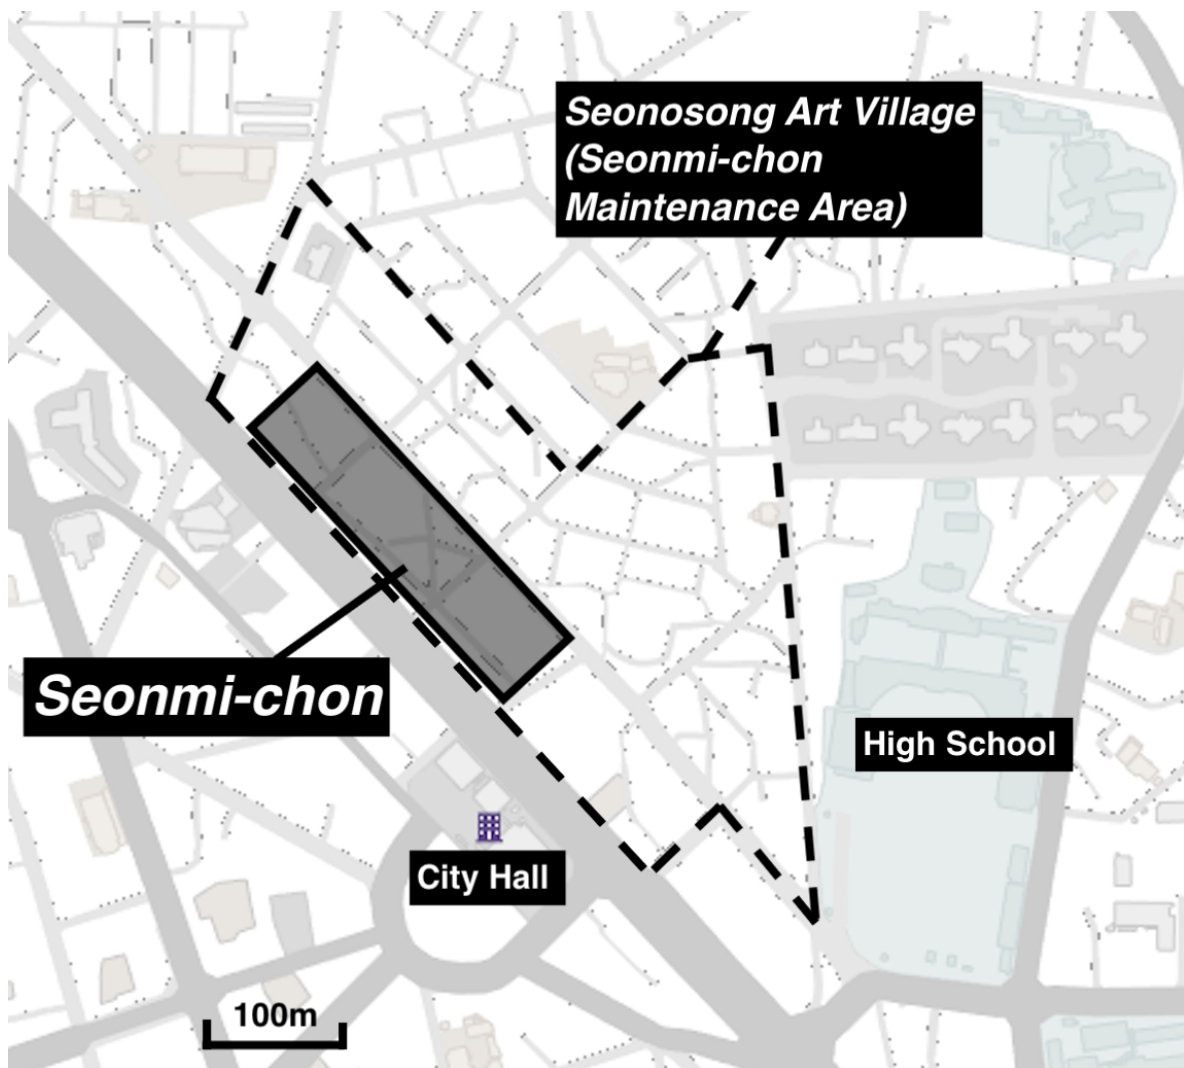 Seonosong Art Village
(Seonmi-chon
Maintenance Area)
Seonmi-chon
High School
City Hall
100m